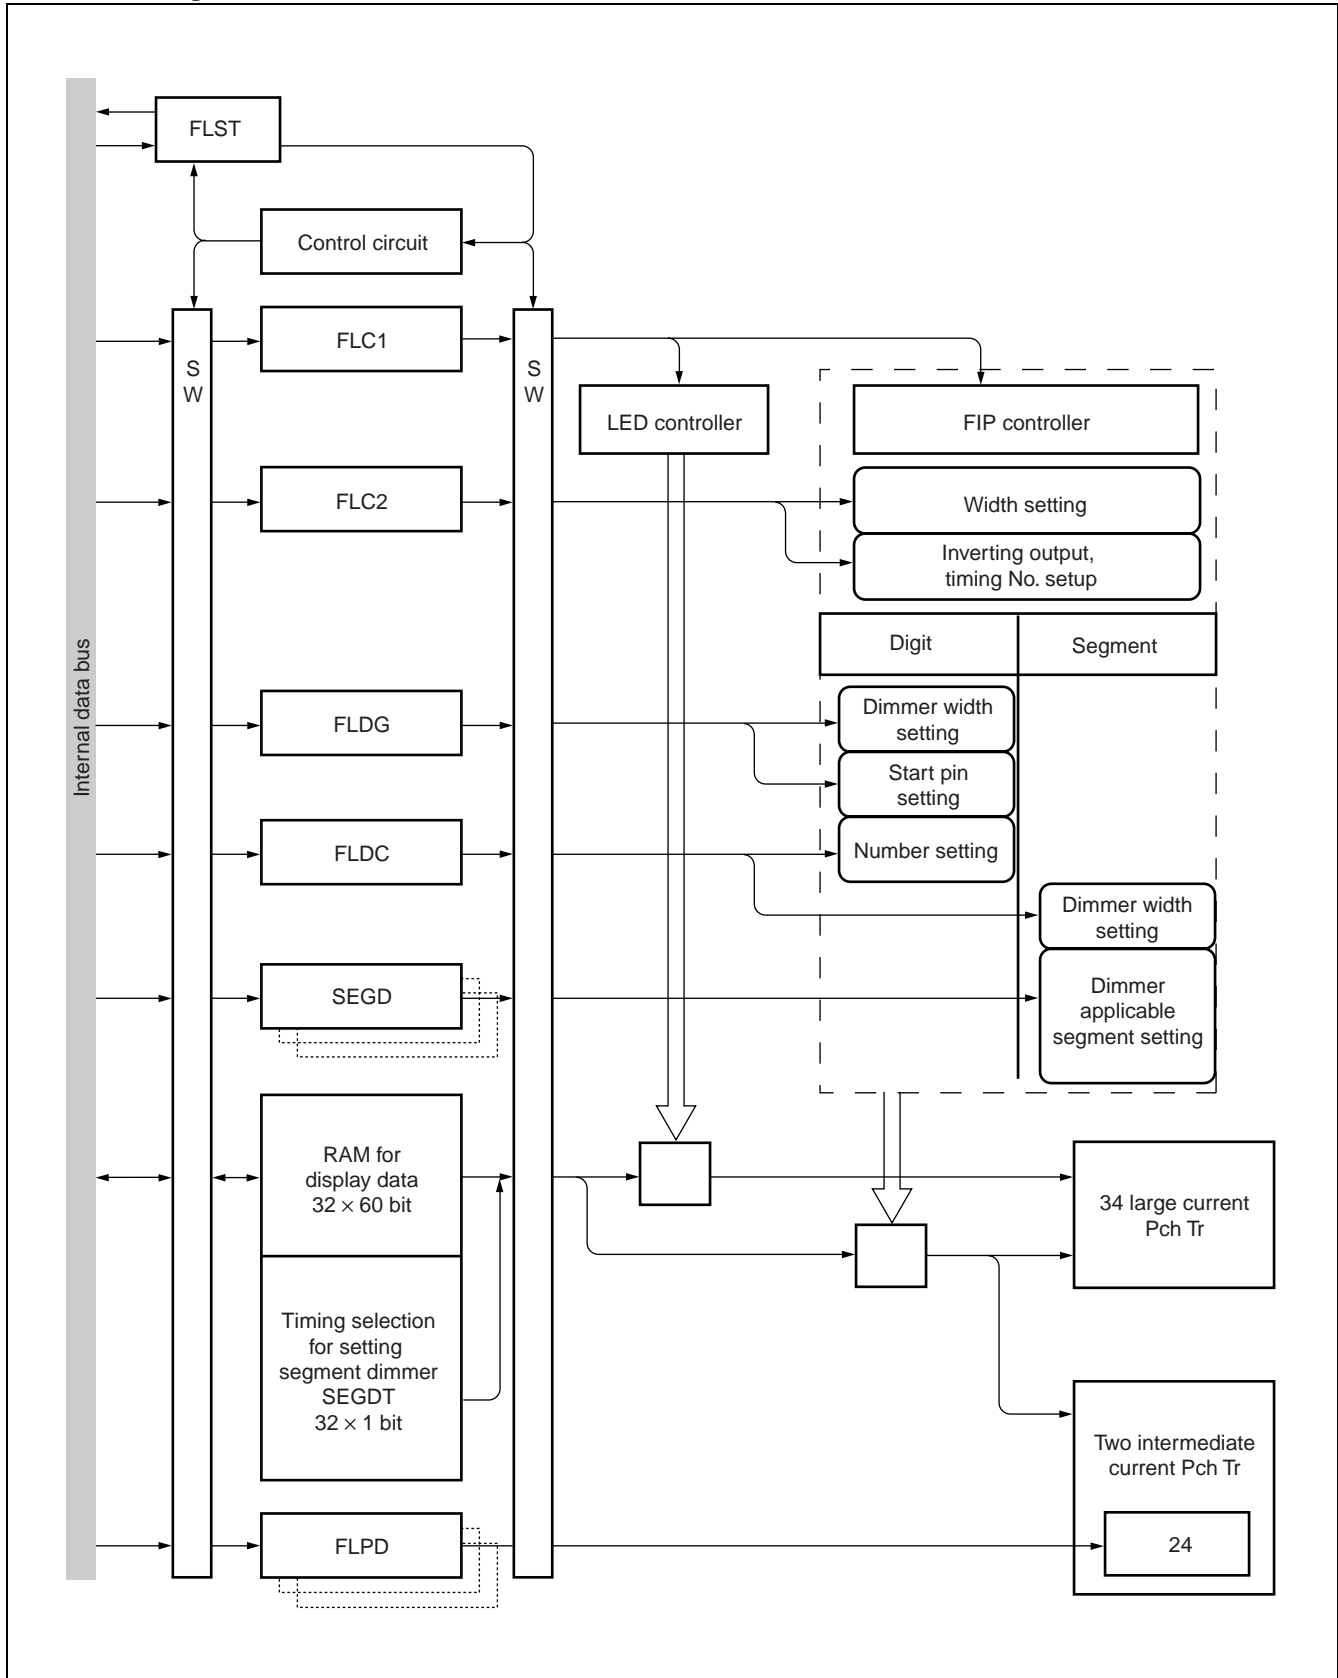 FLST
Control circuit
FLC1
S
W
S
W
LED controller
FIP controller
FLC2
Width setting
Inverting output,
timing No. setup
Internal data bus
Digit
Segment
FLDG
Dimmer width
setting
Start pin
setting
FLDC
Number setting
Dimmer width
setting
SEGD
Dimmer
applicable
segment setting
RAM for
display data
32 × 60 bit
34 large current
Pch Tr
Timing selection
for setting
segment dimmer
SEGDT
32 × 1 bit
Two intermediate
current Pch Tr
FLPD
24